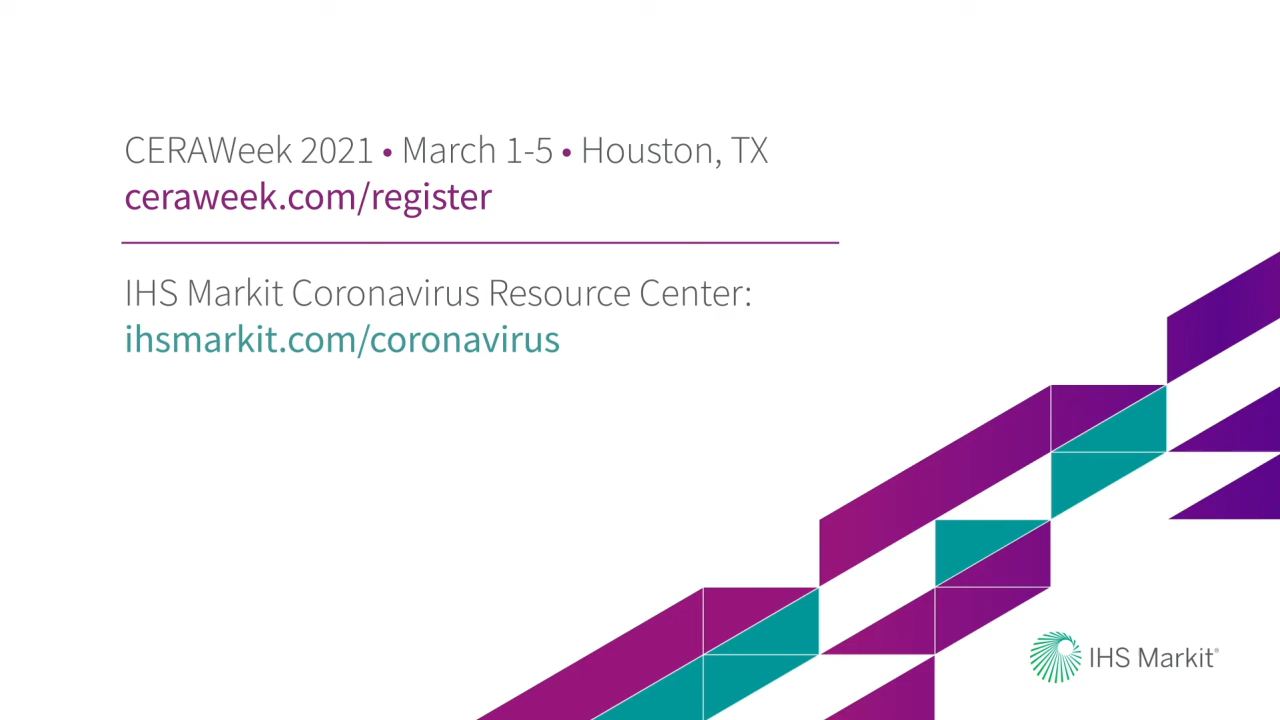 CERAWeek 2021 • March 1-5 • Houston, TX
ceraweek.com/register
IHS Markit Coronavirus Resource Center:
ihsmarkit.com/coronavirus
IHS Markit®